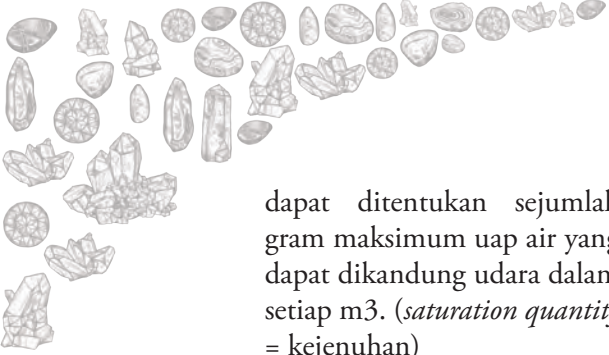 dapat ditentukan sejumlah
gram maksimum uap air yang
dapat dikandung udara dalam
setiap m3. (saturation quantity
= kejenuhan)